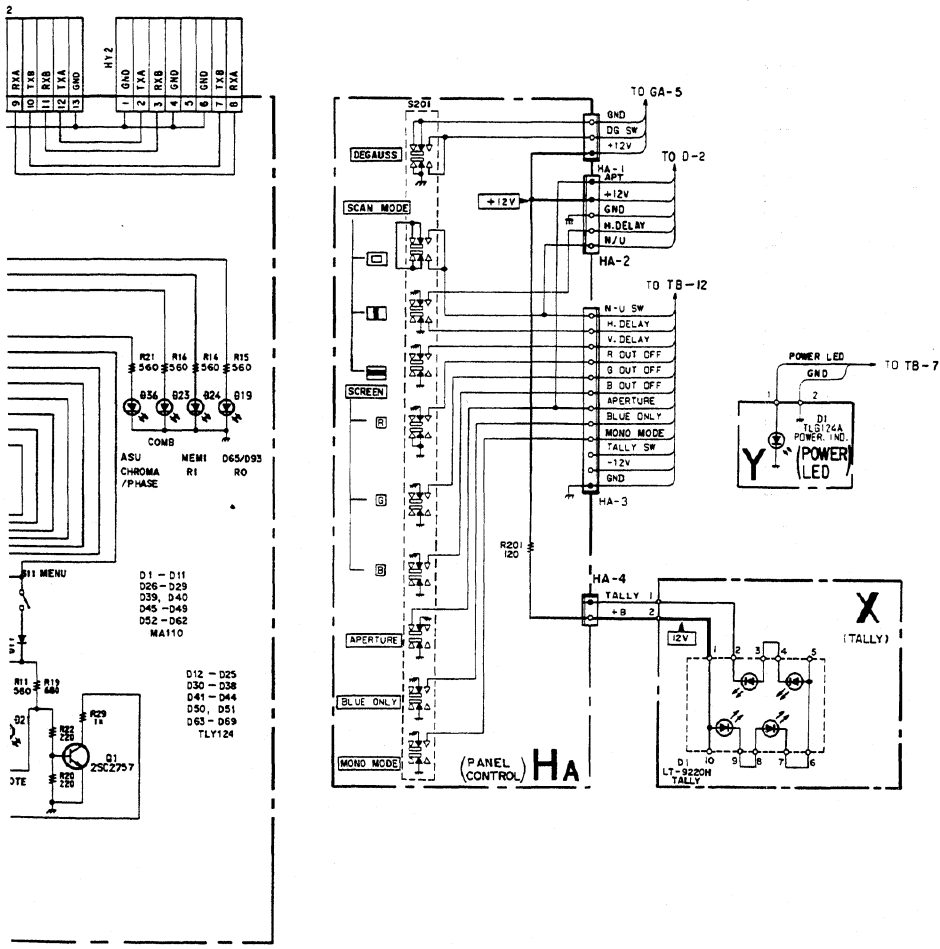 2
HY2
9 RXA
10 TXB
11 RXB
12 TXA
13 GND
1 GND
2 TXA
3 RXB
4 GND
5
6 GND
7 TXB
8 RXA
S201
DEGAUSS
SCAN MODE
SCREEN
R
G
B
APERTURE
BLUE ONLY
MONO MODE
TO GA-5
GND
DG SW
+12V
HA-1
TO D-2
APT
+12V
+12V
GND
H.DELAY
N/U
HA-2
TO TB-12
N-U SW
H.DELAY
V.DELAY
R OUT OFF
G OUT OFF
B OUT OFF
APERTURE
BLUE ONLY
MONO MODE
TALLY SW
-12V
GND
HA-3
R201
120
HA-4
TALLY 1
+B 2
12V
(PANEL CONTROL) HA
POWER LED
GND
TO TB-7
1 2
D1
TLG124A
POWER. IND.
Y (POWER LED)
X
(TALLY)
1 2 3 4 5
10 9 8 7 6
D1
LT-9220H
TALLY
R21 R16 R14 R15
560 560 560 560
D36 D23 D24 D19
COMB
ASU MEM1 D65/D93
CHROMA R1 R0
/PHASE
S11 MENU
D1 – D11
D26 – D29
D39, D40
D45 – D49
D52 – D62
MA110
D12 – D25
D30 – D38
D41 – D44
D50, D51
D63 – D69
TLY124
R11 R19
560 680
R29
1K
R22
220
Q1
2SC2757
R20
220
OTE